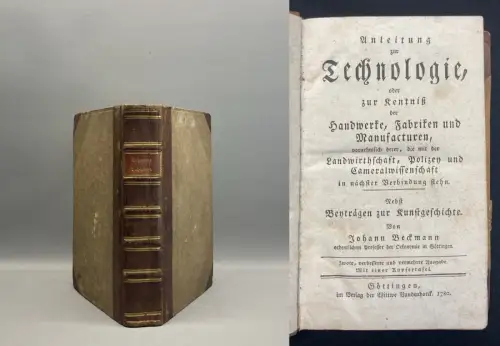 Anleitung
zur
Technologie,
oder
zur Kentniß
der
Handwerke, Fabriken und
Manufacturen,
vornehmlich derer, die mit der
Landwirthschaft, Polizey und
Cameralwissenschaft
in nächster Verbindung stehn.
Nebst
Beyträgen zur Kunstgeschichte.
Von
Johann Beckmann
ordentlichem Professor der Oekonomie in Göttingen.
Zweyte, verbesserte und vermehrte Ausgabe.
Mit einer Kupfertafel.
Göttingen,
im Verlag der Wittwe Vandenhoek. 1780.